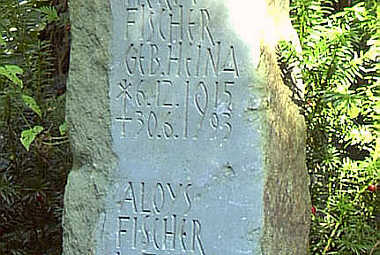 FISCHER
GEB.HEINA
*6.12.1915
+30.6.1993
ALOYS
FISCHER